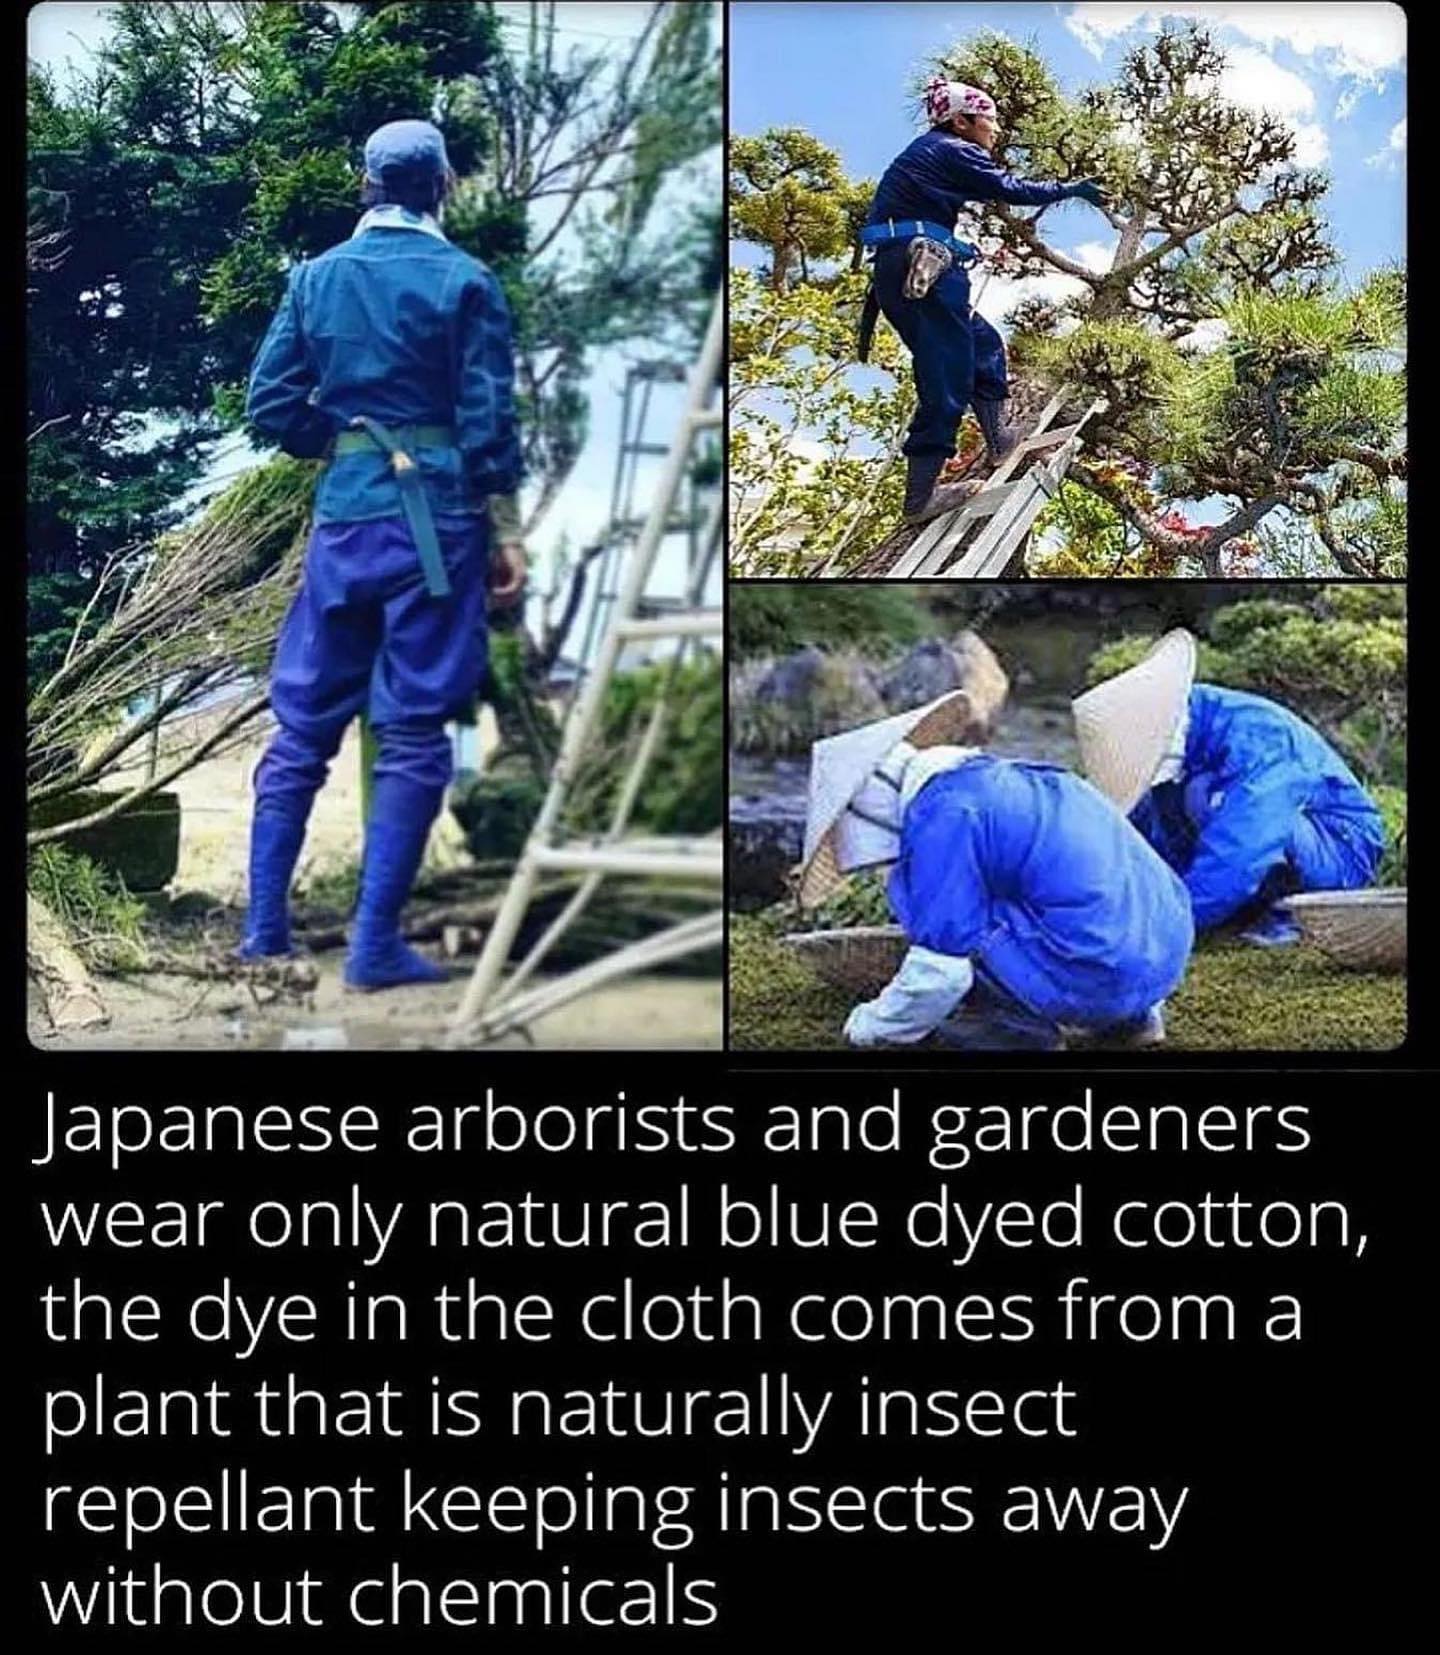 Japanese arborists and gardeners
wear only natural blue dyed cotton,
the dye in the cloth comes from a
plant that is naturally insect
repellant keeping insects away
without chemicals